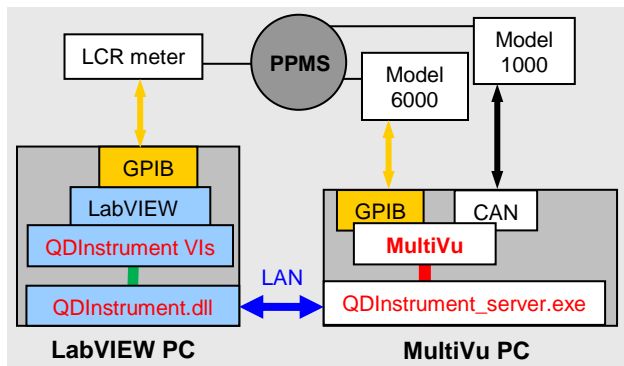 LCR meter
PPMS
Model
6000
Model
1000
GPIB
LabVIEW
QDInstrument VIs
QDInstrument.dll
LabVIEW PC
LAN
GPIB
CAN
MultiVu
QDInstrument_server.exe
MultiVu PC